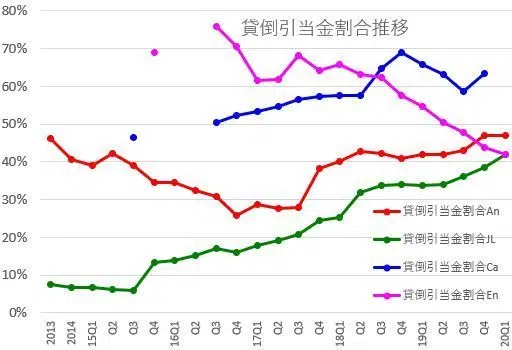 貸倒引当金割合推移
80%
70%
60%
50%
40%
30%
20%
10%
0%
貸倒引当金割合An
貸倒引当金割合JL
貸倒引当金割合Ca
貸倒引当金割合En
2013
2014
15Q1
Q2
Q3
Q4
16Q1
Q2
Q3
Q4
17Q1
Q2
Q3
Q4
18Q1
Q2
Q3
Q4
19Q1
Q2
Q3
Q4
20Q1